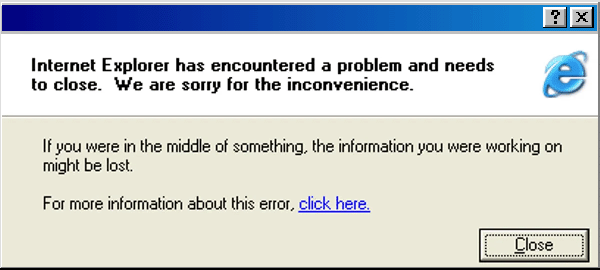 Internet Explorer has encountered a problem and needs
to close.  We are sorry for the inconvenience.
If you were in the middle of something, the information you were working on
might be lost.
For more information about this error, click here.
Close